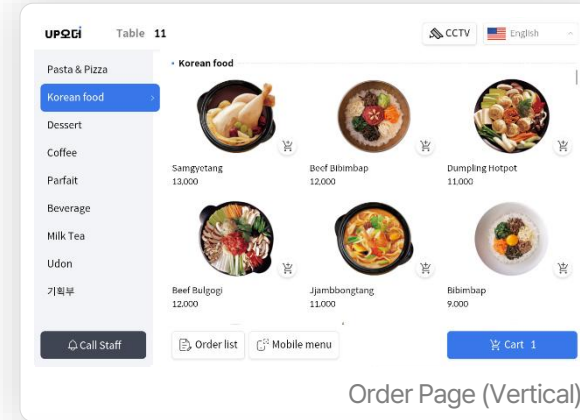 UP오더 Table 11 CCTV English
Pasta & Pizza
Korean food
Dessert
Coffee
Parfait
Beverage
Milk Tea
Udon
기획부
Call Staff
• Korean food
Samgyetang Beef Bibimbap Dumpling Hotpot
13,000 12,000 11,000
Beef Bulgogi Jjambbongtang Bibimbap
12,000 11,000 9,000
Order list Mobile menu Cart 1
Order Page (Vertical)